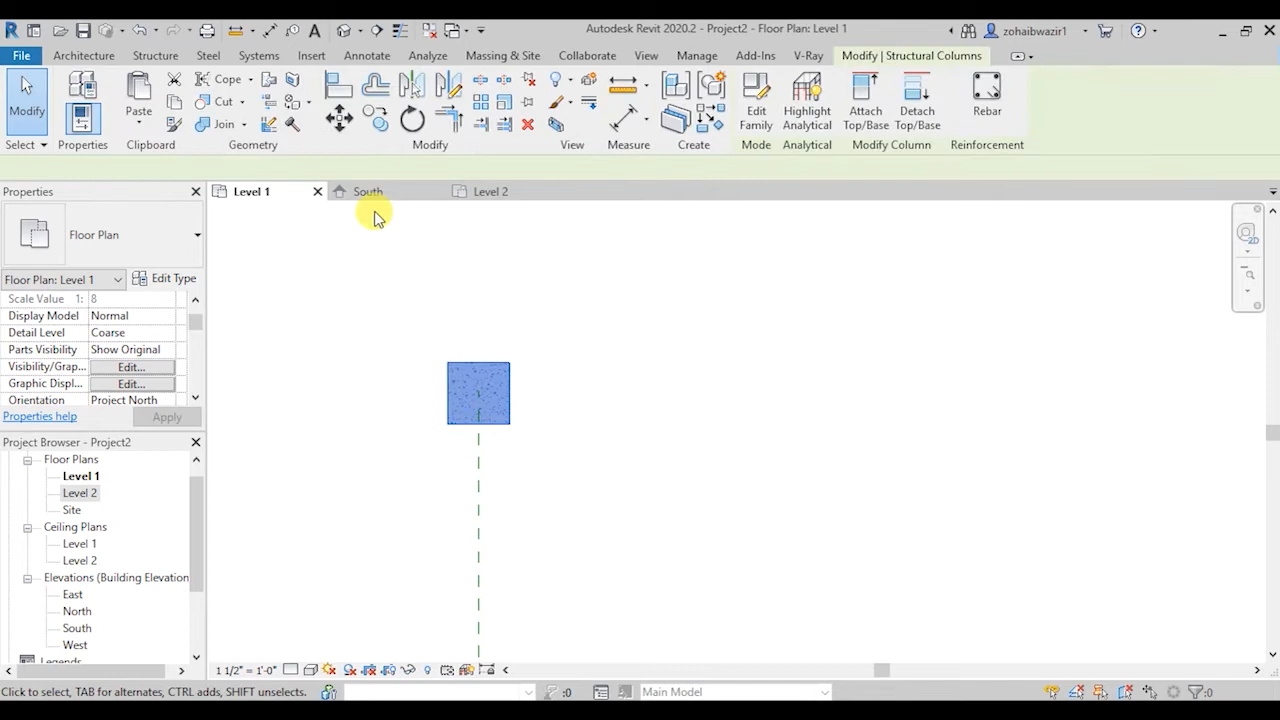 Autodesk Revit 2020.2 - Project2 - Floor Plan: Level 1
zohaibwazir1
File Architecture Structure Steel Systems Insert Annotate Analyze Massing & Site Collaborate View Manage Add-Ins V-Ray Modify | Structural Columns
Modify
Paste
Cope
Cut
Join
Edit Family
Highlight Analytical
Attach Top/Base
Detach Top/Base
Rebar
Select Properties Clipboard Geometry Modify View Measure Create Mode Analytical Modify Column Reinforcement
Properties
Level 1 South Level 2
Floor Plan
2D
Floor Plan: Level 1 Edit Type
Scale Value 1: 8
Display Model Normal
Detail Level Coarse
Parts Visibility Show Original
Visibility/Grap... Edit...
Graphic Displ... Edit...
Orientation Project North
Properties help Apply
Project Browser - Project2
Floor Plans
Level 1
Level 2
Site
Ceiling Plans
Level 1
Level 2
Elevations (Building Elevation
East
North
South
West
Legends
1 1/2" = 1'-0"
Click to select, TAB for alternates, CTRL adds, SHIFT unselects. :0 Main Model :0